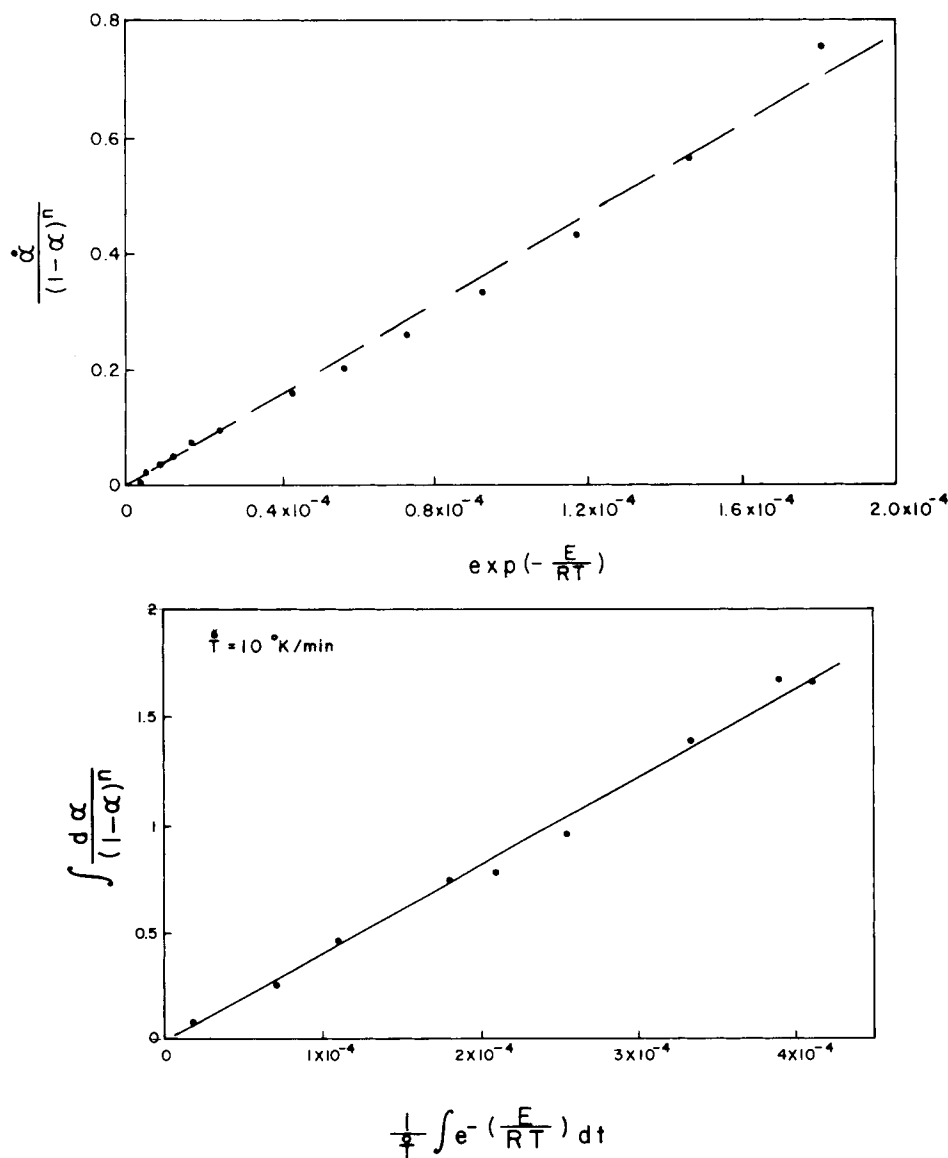 0.8
0.6
0.4
0.2
0
α̇
(1-α)ⁿ
0 0.4x10⁻⁴ 0.8x10⁻⁴ 1.2x10⁻⁴ 1.6x10⁻⁴ 2.0x10⁻⁴
exp(-E/RT)
2
Ṫ = 10 °K/min
1.5
1
0.5
0
∫ dα
(1-α)ⁿ
0 1x10⁻⁴ 2x10⁻⁴ 3x10⁻⁴ 4x10⁻⁴
1/Ṫ ∫ e-(E/RT) dt